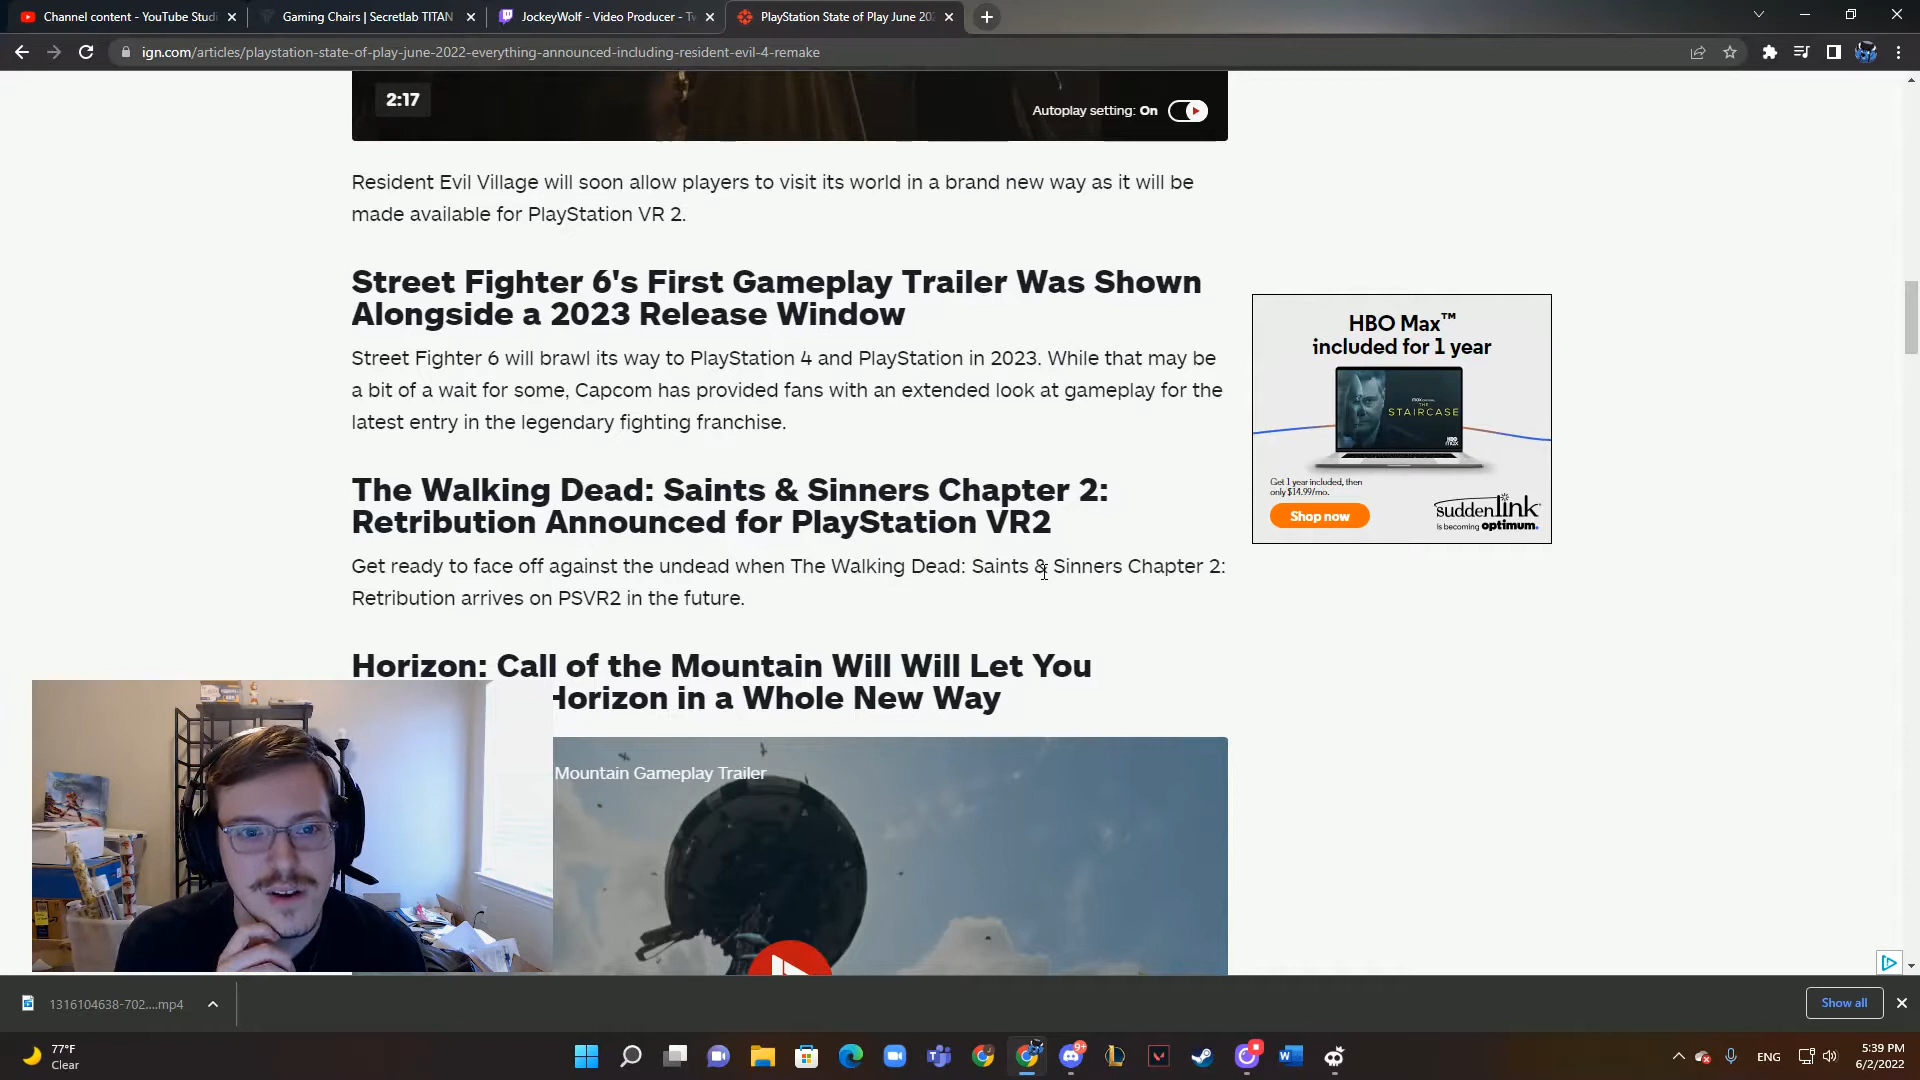 Channel content - YouTube Studi
Gaming Chairs | Secretlab TITAN
JockeyWolf - Video Producer - Tw
PlayStation State of Play June 202
ign.com/articles/playstation-state-of-play-june-2022-everything-announced-including-resident-evil-4-remake
2:17
Autoplay setting: On
Resident Evil Village will soon allow players to visit its world in a brand new way as it will be
made available for PlayStation VR 2.
Street Fighter 6's First Gameplay Trailer Was Shown
Alongside a 2023 Release Window
Street Fighter 6 will brawl its way to PlayStation 4 and PlayStation in 2023. While that may be
a bit of a wait for some, Capcom has provided fans with an extended look at gameplay for the
latest entry in the legendary fighting franchise.
The Walking Dead: Saints & Sinners Chapter 2:
Retribution Announced for PlayStation VR2
Get ready to face off against the undead when The Walking Dead: Saints & Sinners Chapter 2:
Retribution arrives on PSVR2 in the future.
Horizon: Call of the Mountain Will Will Let You
Horizon in a Whole New Way
Mountain Gameplay Trailer
HBO Max™
included for 1 year
THE
STAIRCASE
HBO
max
Get 1 year included, then
only $14.99/mo.
Shop now
suddenlink
is becoming optimum.
1316104638-702....mp4
Show all
77°F
Clear
9+
W
ENG
5:39 PM
6/2/2022